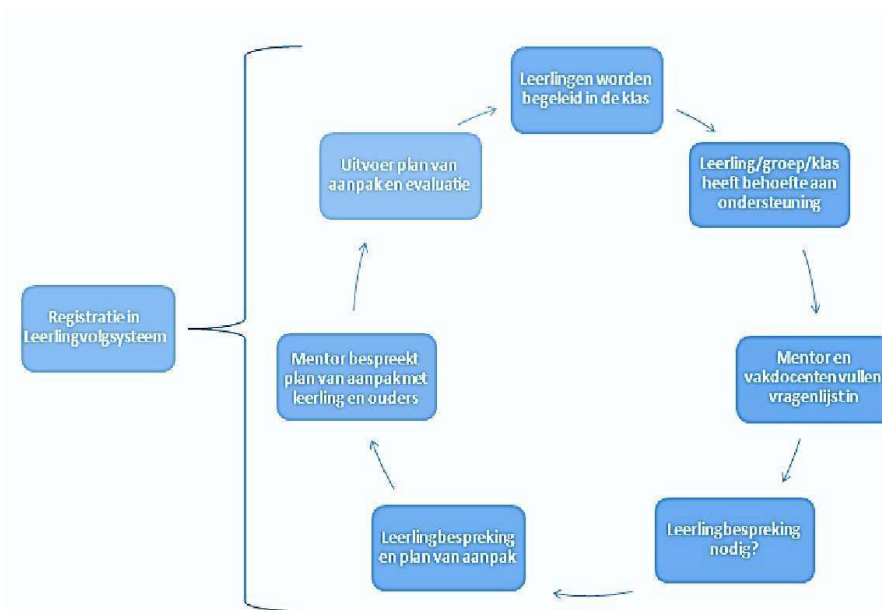 Leerlingen worden
begeleid in de klas
Uitvoer plan van
aanpak en evaluatie
Leerling/groep/klas
heeft behoefte aan
ondersteuning
Registratie in
Leerlingvolgsysteem
Mentor bespreekt
plan van aanpak met
leerling en ouders
Mentor en
vakdocenten vullen
vragenlijst in
Leerlingbespreking
en plan van aanpak
Leerlingbespreking
nodig?